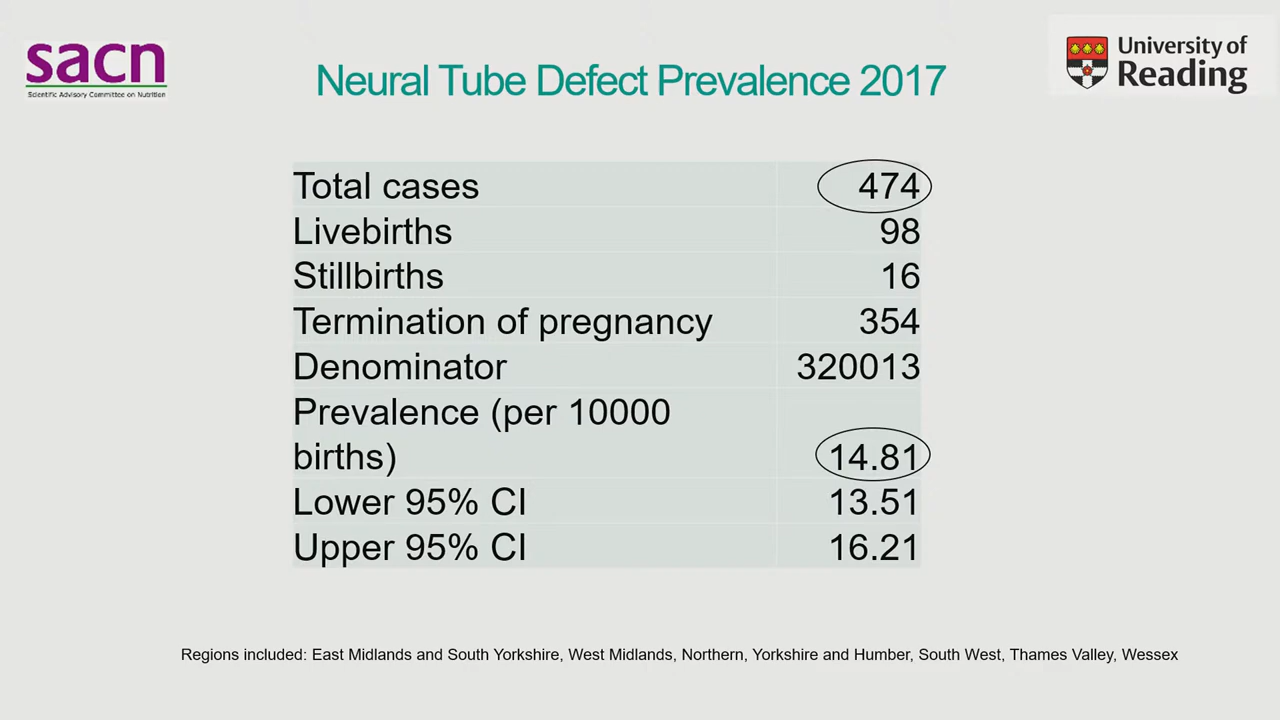 sacn
Scientific Advisory Committee on Nutrition
Neural Tube Defect Prevalence 2017
University of
Reading
Total cases 474
Livebirths 98
Stillbirths 16
Termination of pregnancy 354
Denominator 320013
Prevalence (per 10000
births) 14.81
Lower 95% CI 13.51
Upper 95% CI 16.21
Regions included: East Midlands and South Yorkshire, West Midlands, Northern, Yorkshire and Humber, South West, Thames Valley, Wessex